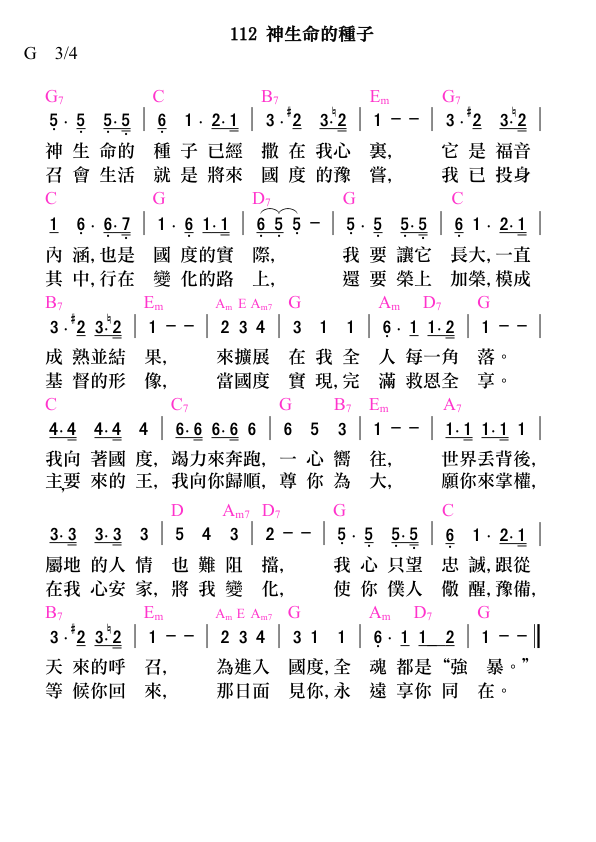 112 神生命的種子
G 3/4
G7 C B7 Em G7
5 . 5 5 . 5 | 6 1 . 2 . 1 | 3 . #2 3 . ♮2 | 1 - - | 3 . #2 3 . ♮2 |
神 生 命的 種 子 已經 撒 在 我心 裏, 它 是 福音
召 會 生活 就 是 將來 國 度 的豫 嘗, 我 已 投身
C G D7 G C
1 6 . 6 . 7 | 1 . 6 1 . 1 | 6 5 5 - | 5 . 5 5 . 5 | 6 1 . 2 . 1 |
內 涵, 也是 國 度的實 際, 我 要 讓它 長大, 一直
其 中, 行在 變 化的路 上, 還 要 榮上 加榮, 模成
B7 Em Am E Am7 G Am D7 G
3 . #2 3 . ♮2 | 1 - - | 2 3 4 | 3 1 1 | 6 . 1 1 . 2 | 1 - - |
成 熟並結 果, 來擴展 在 我 全 人 每一角 落。
基 督的形 像, 當國度 實 現, 完 滿 救恩全 享。
C C7 G B7 Em A7
4 . 4 4 . 4 4 | 6 . 6 6 . 6 6 | 6 5 3 | 1 - - | 1 . 1 1 . 1 1 |
我向 著國 度, 竭力來奔跑, 一 心 嚮 往, 世界丟背後,
主,要 來的 王, 我向你歸順, 尊 你 為 大, 願你來掌權,
D Am7 D7 G C
3 . 3 3 . 3 3 | 5 4 3 | 2 - - | 5 . 5 5 . 5 | 6 1 . 2 . 1 |
屬地 的人 情 也 難 阻 擋, 我 心 只望 忠 誠, 跟從
在我 心安 家, 將 我 變 化, 使 你 僕人 儆 醒, 豫備,
B7 Em Am E Am7 G Am D7 G
3 . #2 3 . ♮2 | 1 - - | 2 3 4 | 3 1 1 | 6 . 1 1 2 | 1 - - ||
天 來的呼 召, 為進入 國度, 全 魂 都是 “強 暴。”
等 候你回 來, 那日面 見你, 永 遠 享你 同 在。